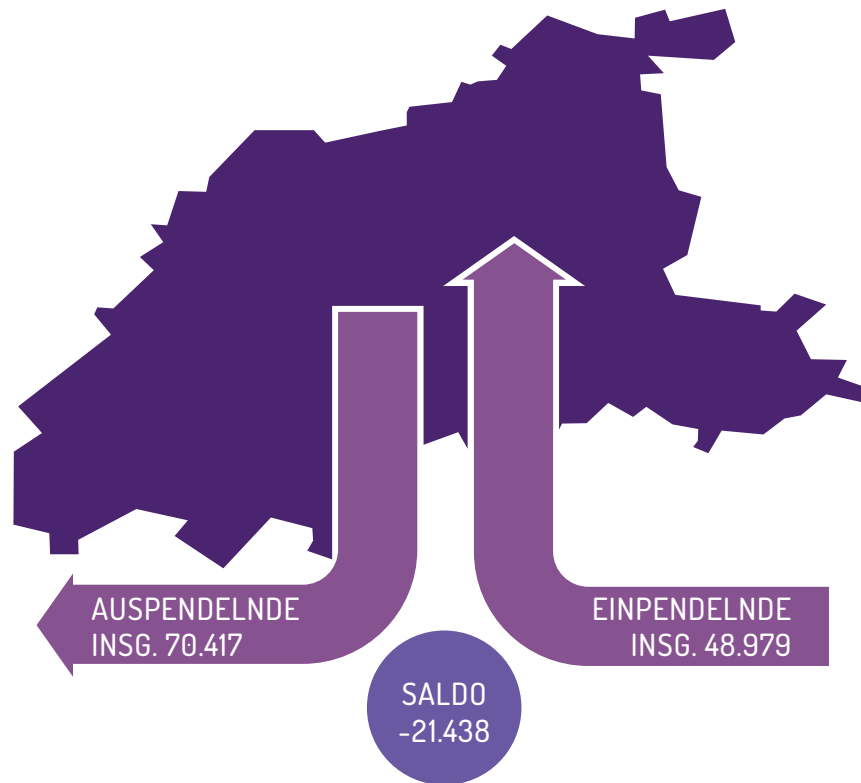 AUSPENDELNDE
INSG. 70.417
EINPENDELNDE
INSG. 48.979
SALDO
-21.438